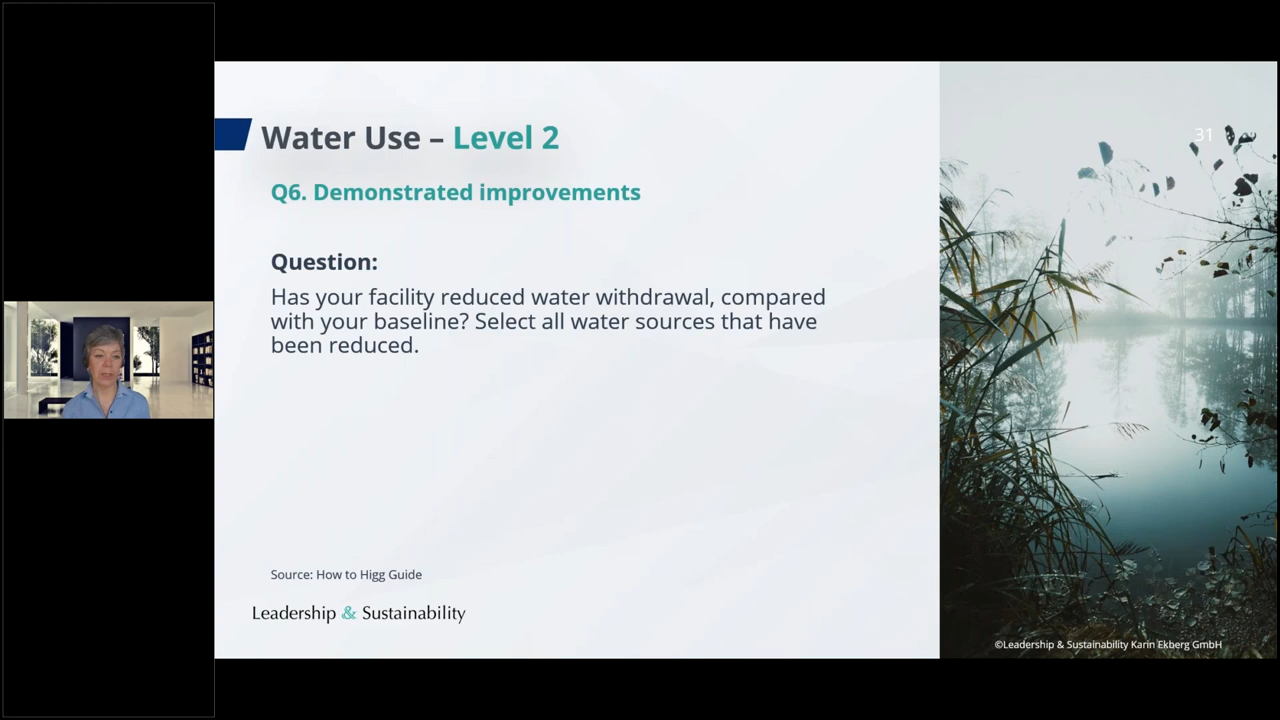 31
Water Use – Level 2
Q6. Demonstrated improvements
Question:
Has your facility reduced water withdrawal, compared
with your baseline? Select all water sources that have
been reduced.
Source: How to Higg Guide
Leadership & Sustainability
©Leadership & Sustainability Karin Ekberg GmbH